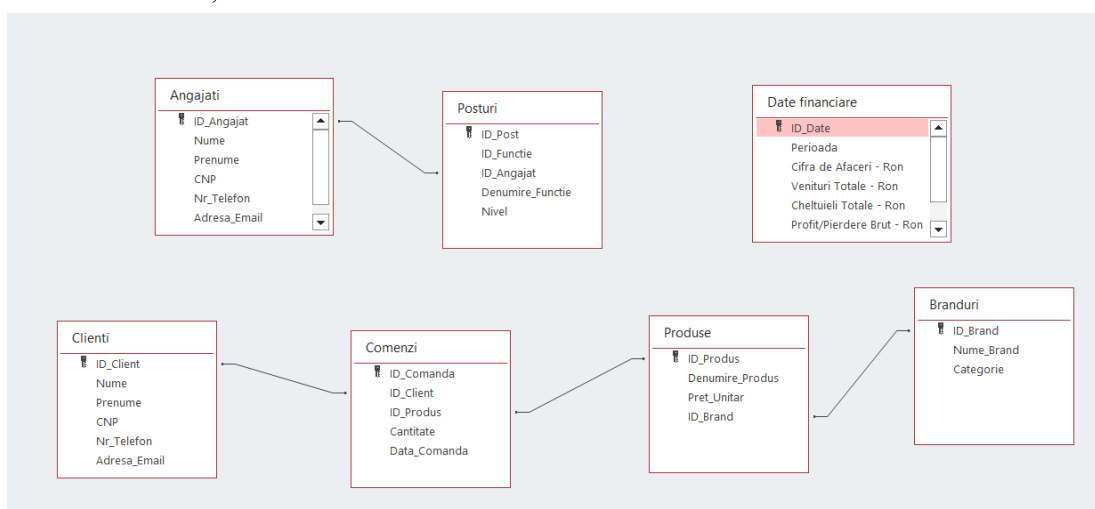 Angajati
ID_Angajat
Nume
Prenume
CNP
Nr_Telefon
Adresa_Email
Posturi
ID_Post
ID_Functie
ID_Angajat
Denumire_Functie
Nivel
Date financiare
ID_Date
Perioada
Cifra de Afaceri - Ron
Venituri Totale - Ron
Cheltuieli Totale - Ron
Profit/Pierdere Brut - Ron
Clienti
ID_Client
Nume
Prenume
CNP
Nr_Telefon
Adresa_Email
Comenzi
ID_Comanda
ID_Client
ID_Produs
Cantitate
Data_Comanda
Produse
ID_Produs
Denumire_Produs
Pret_Unitar
ID_Brand
Branduri
ID_Brand
Nume_Brand
Categorie